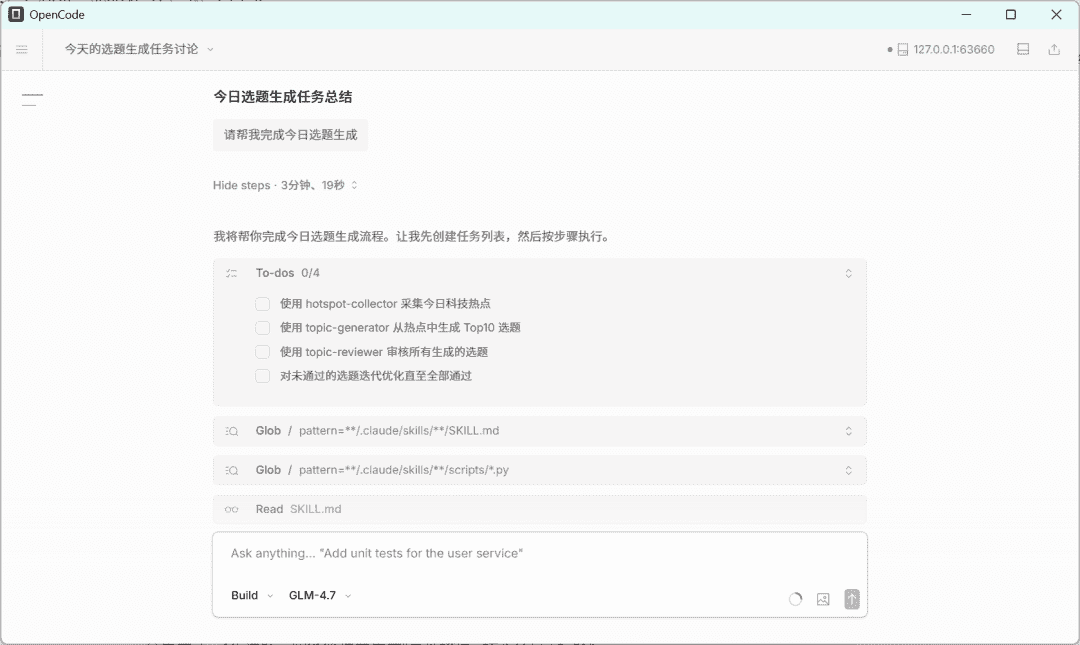 OpenCode
今天的选题生成任务讨论
127.0.0.1:63660
今日选题生成任务总结
请帮我完成今日选题生成
Hide steps · 3分钟、19秒
我将帮你完成今日选题生成流程。让我先创建任务列表，然后按步骤执行。
To-dos 0/4
使用 hotspot-collector 采集今日科技热点
使用 topic-generator 从热点中生成 Top10 选题
使用 topic-reviewer 审核所有生成的选题
对未通过的选题迭代优化直至全部通过
Glob / pattern=**/.claude/skills/**/SKILL.md
Glob / pattern=**/.claude/skills/**/scripts/*.py
Read SKILL.md
Ask anything... "Add unit tests for the user service"
Build GLM-4.7